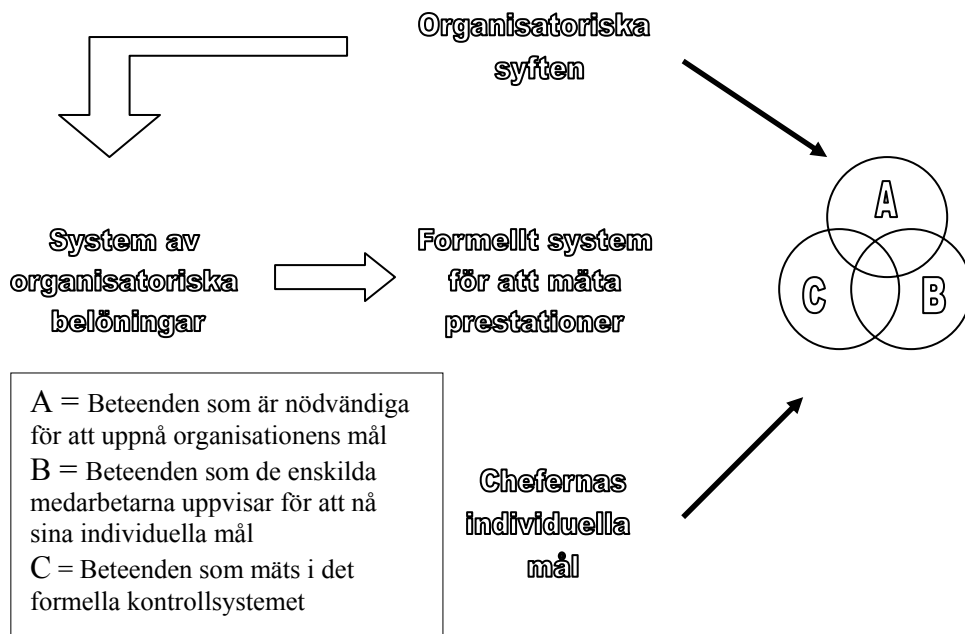 Organisatoriska
syften
System av
organisatoriska
belöningar
Formellt system
för att mäta
prestationer
A
C
B
A = Beteenden som är nödvändiga
för att uppnå organisationens mål
B = Beteenden som de enskilda
medarbetarna uppvisar för att nå
sina individuella mål
C = Beteenden som mäts i det
formella kontrollsystemet
Chefernas
individuella
mål